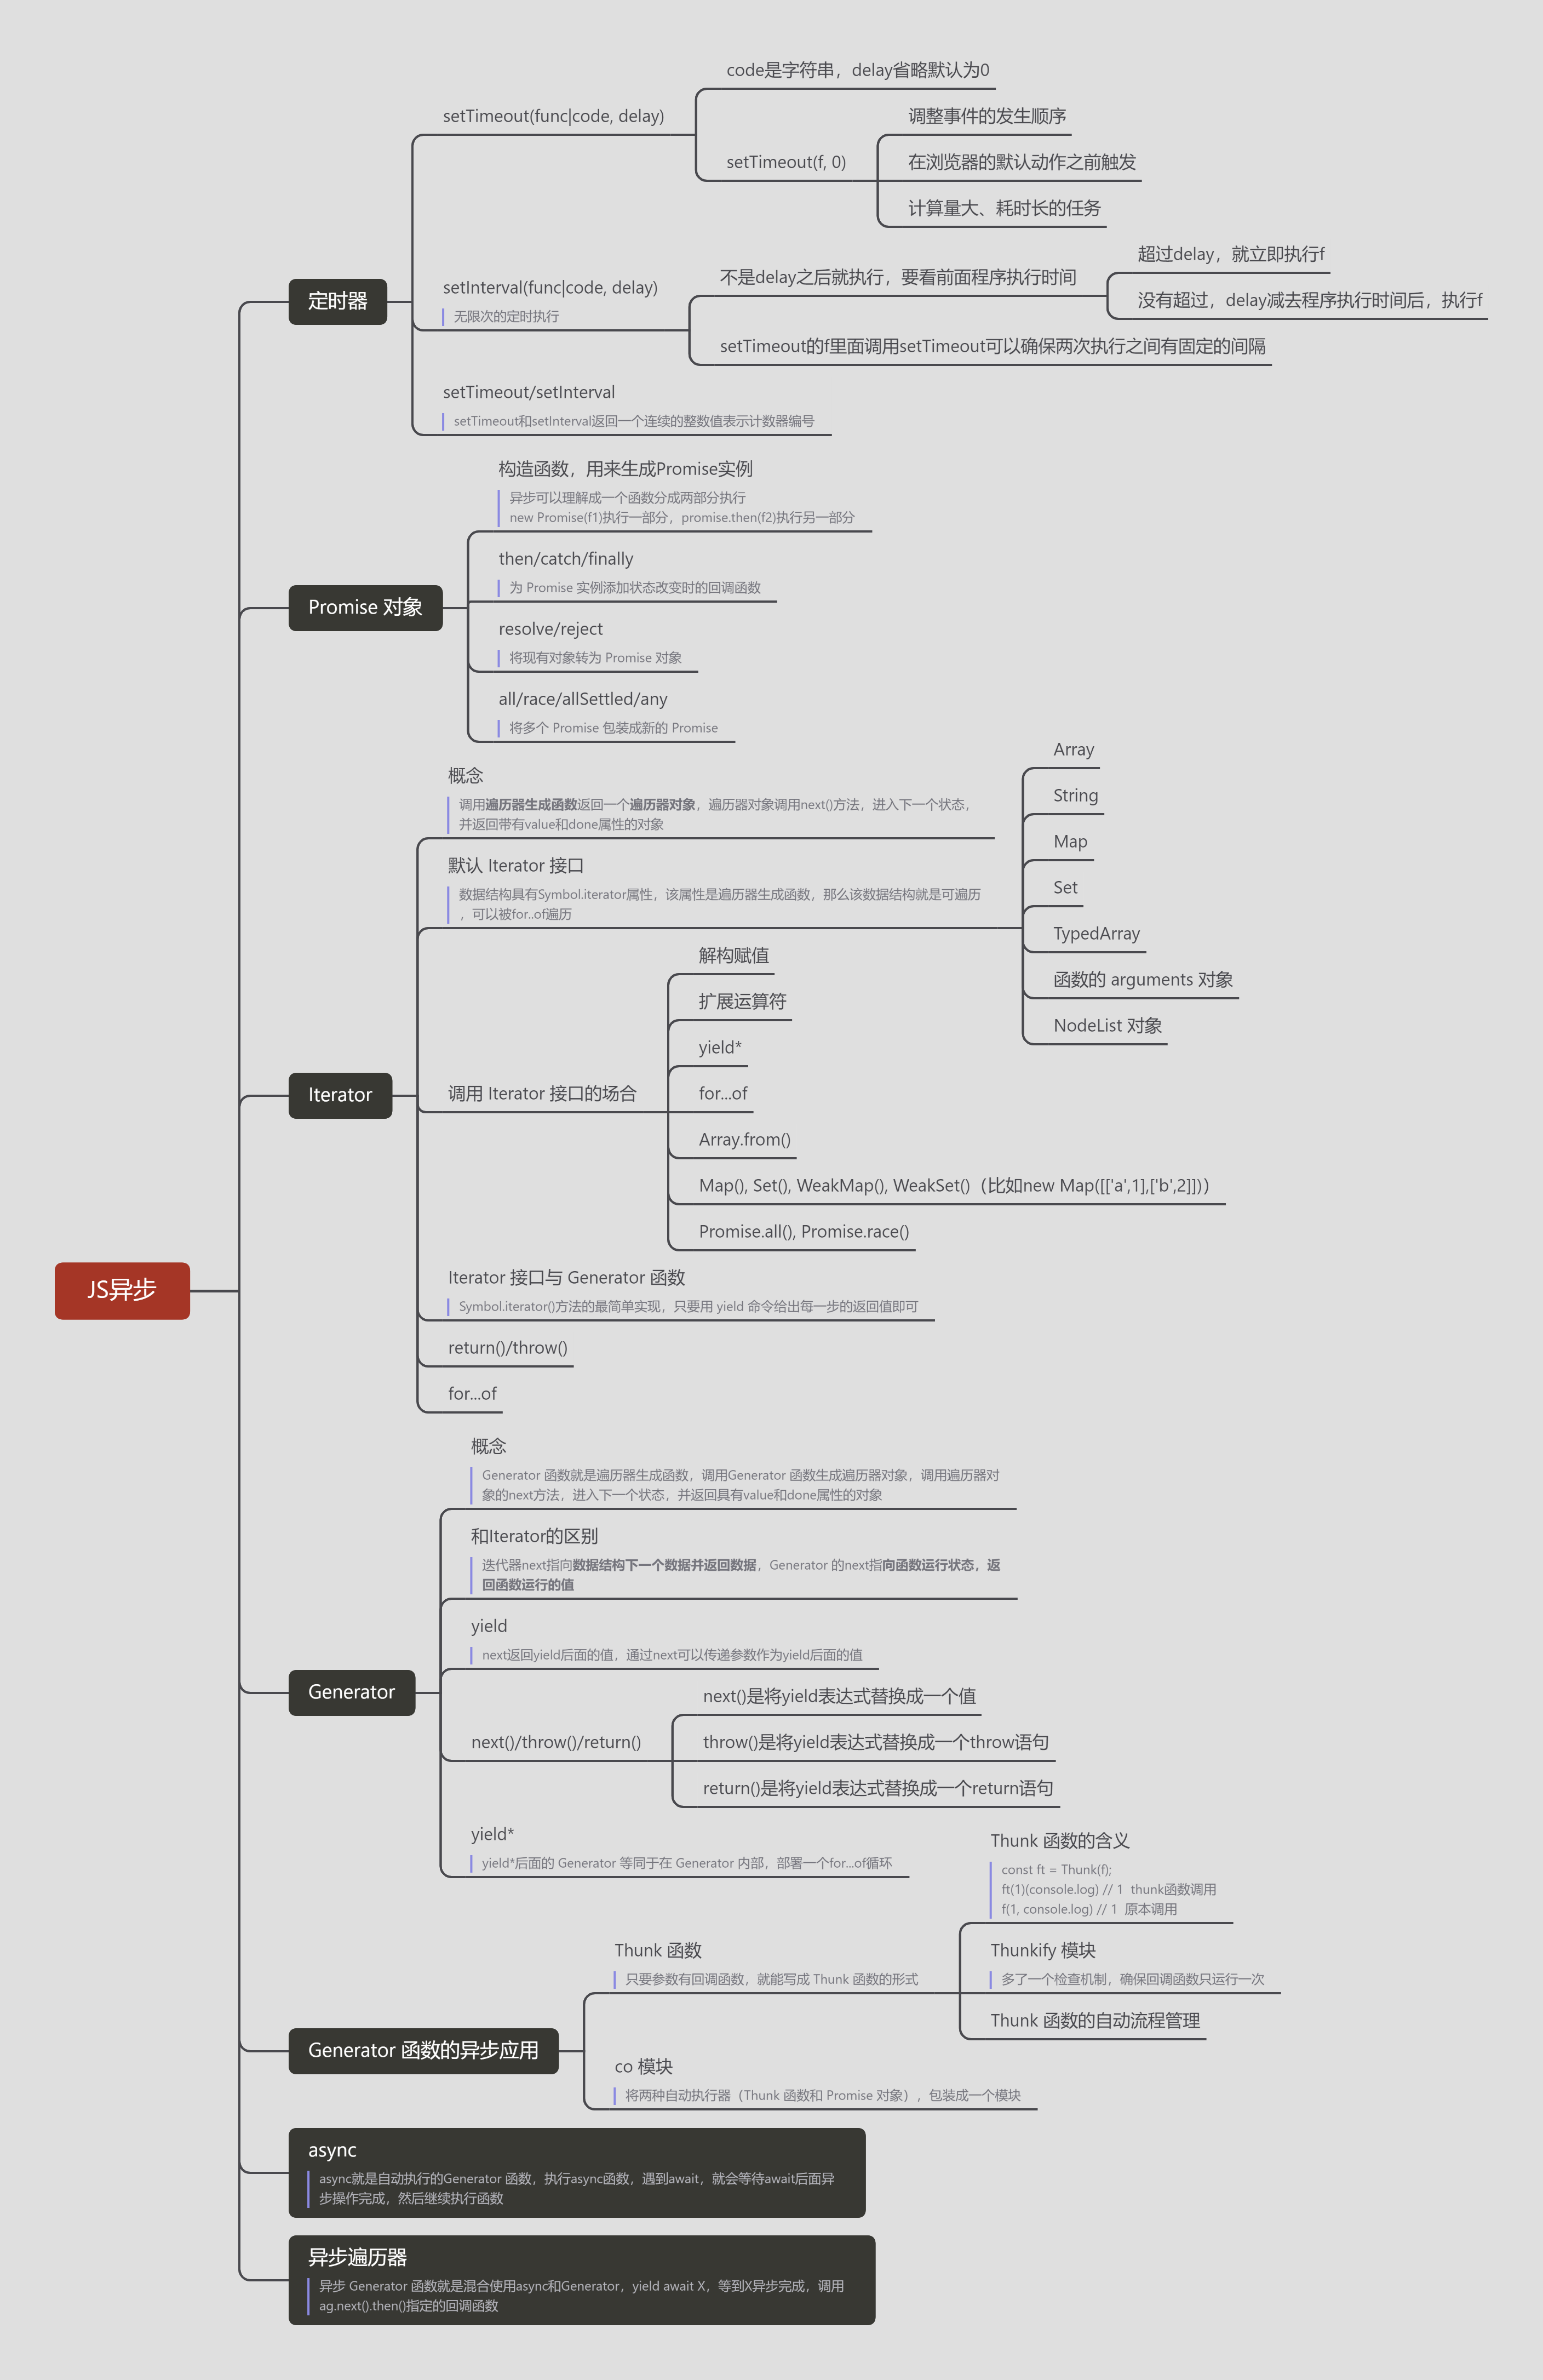 JS异步
定时器
setTimeout(func|code, delay)
code是字符串，delay省略默认为0
setTimeout(f, 0)
调整事件的发生顺序
在浏览器的默认动作之前触发
计算量大、耗时长的任务
setInterval(func|code, delay)
无限次的定时执行
不是delay之后就执行，要看前面程序执行时间
超过delay，就立即执行f
没有超过，delay减去程序执行时间后，执行f
setTimeout的f里面调用setTimeout可以确保两次执行之间有固定的间隔
setTimeout/setInterval
setTimeout和setInterval返回一个连续的整数值表示计数器编号
Promise 对象
构造函数，用来生成Promise实例
异步可以理解成一个函数分成两部分执行
new Promise(f1)执行一部分，promise.then(f2)执行另一部分
then/catch/finally
为 Promise 实例添加状态改变时的回调函数
resolve/reject
将现有对象转为 Promise 对象
all/race/allSettled/any
将多个 Promise 包装成新的 Promise
Iterator
概念
调用遍历器生成函数返回一个遍历器对象，遍历器对象调用next()方法，进入下一个状态，
并返回带有value和done属性的对象
默认 Iterator 接口
数据结构具有Symbol.iterator属性，该属性是遍历器生成函数，那么该数据结构就是可遍历
，可以被for..of遍历
Array
String
Map
Set
TypedArray
函数的 arguments 对象
NodeList 对象
调用 Iterator 接口的场合
解构赋值
扩展运算符
yield*
for...of
Array.from()
Map(), Set(), WeakMap(), WeakSet()（比如new Map([['a',1],['b',2]])）
Promise.all(), Promise.race()
Iterator 接口与 Generator 函数
Symbol.iterator()方法的最简单实现，只要用 yield 命令给出每一步的返回值即可
return()/throw()
for...of
Generator
概念
Generator 函数就是遍历器生成函数，调用Generator 函数生成遍历器对象，调用遍历器对
象的next方法，进入下一个状态，并返回具有value和done属性的对象
和Iterator的区别
迭代器next指向数据结构下一个数据并返回数据，Generator 的next指向函数运行状态，返
回函数运行的值
yield
next返回yield后面的值，通过next可以传递参数作为yield后面的值
next()/throw()/return()
next()是将yield表达式替换成一个值
throw()是将yield表达式替换成一个throw语句
return()是将yield表达式替换成一个return语句
yield*
yield*后面的 Generator 等同于在 Generator 内部，部署一个for...of循环
Generator 函数的异步应用
Thunk 函数
只要参数有回调函数，就能写成 Thunk 函数的形式
Thunk 函数的含义
const ft = Thunk(f);
ft(1)(console.log) // 1  thunk函数调用
f(1, console.log) // 1  原本调用
Thunkify 模块
多了一个检查机制，确保回调函数只运行一次
Thunk 函数的自动流程管理
co 模块
将两种自动执行器（Thunk 函数和 Promise 对象），包装成一个模块
async
async就是自动执行的Generator 函数，执行async函数，遇到await，就会等待await后面异
步操作完成，然后继续执行函数
异步遍历器
异步 Generator 函数就是混合使用async和Generator，yield await X，等到X异步完成，调用
ag.next().then()指定的回调函数